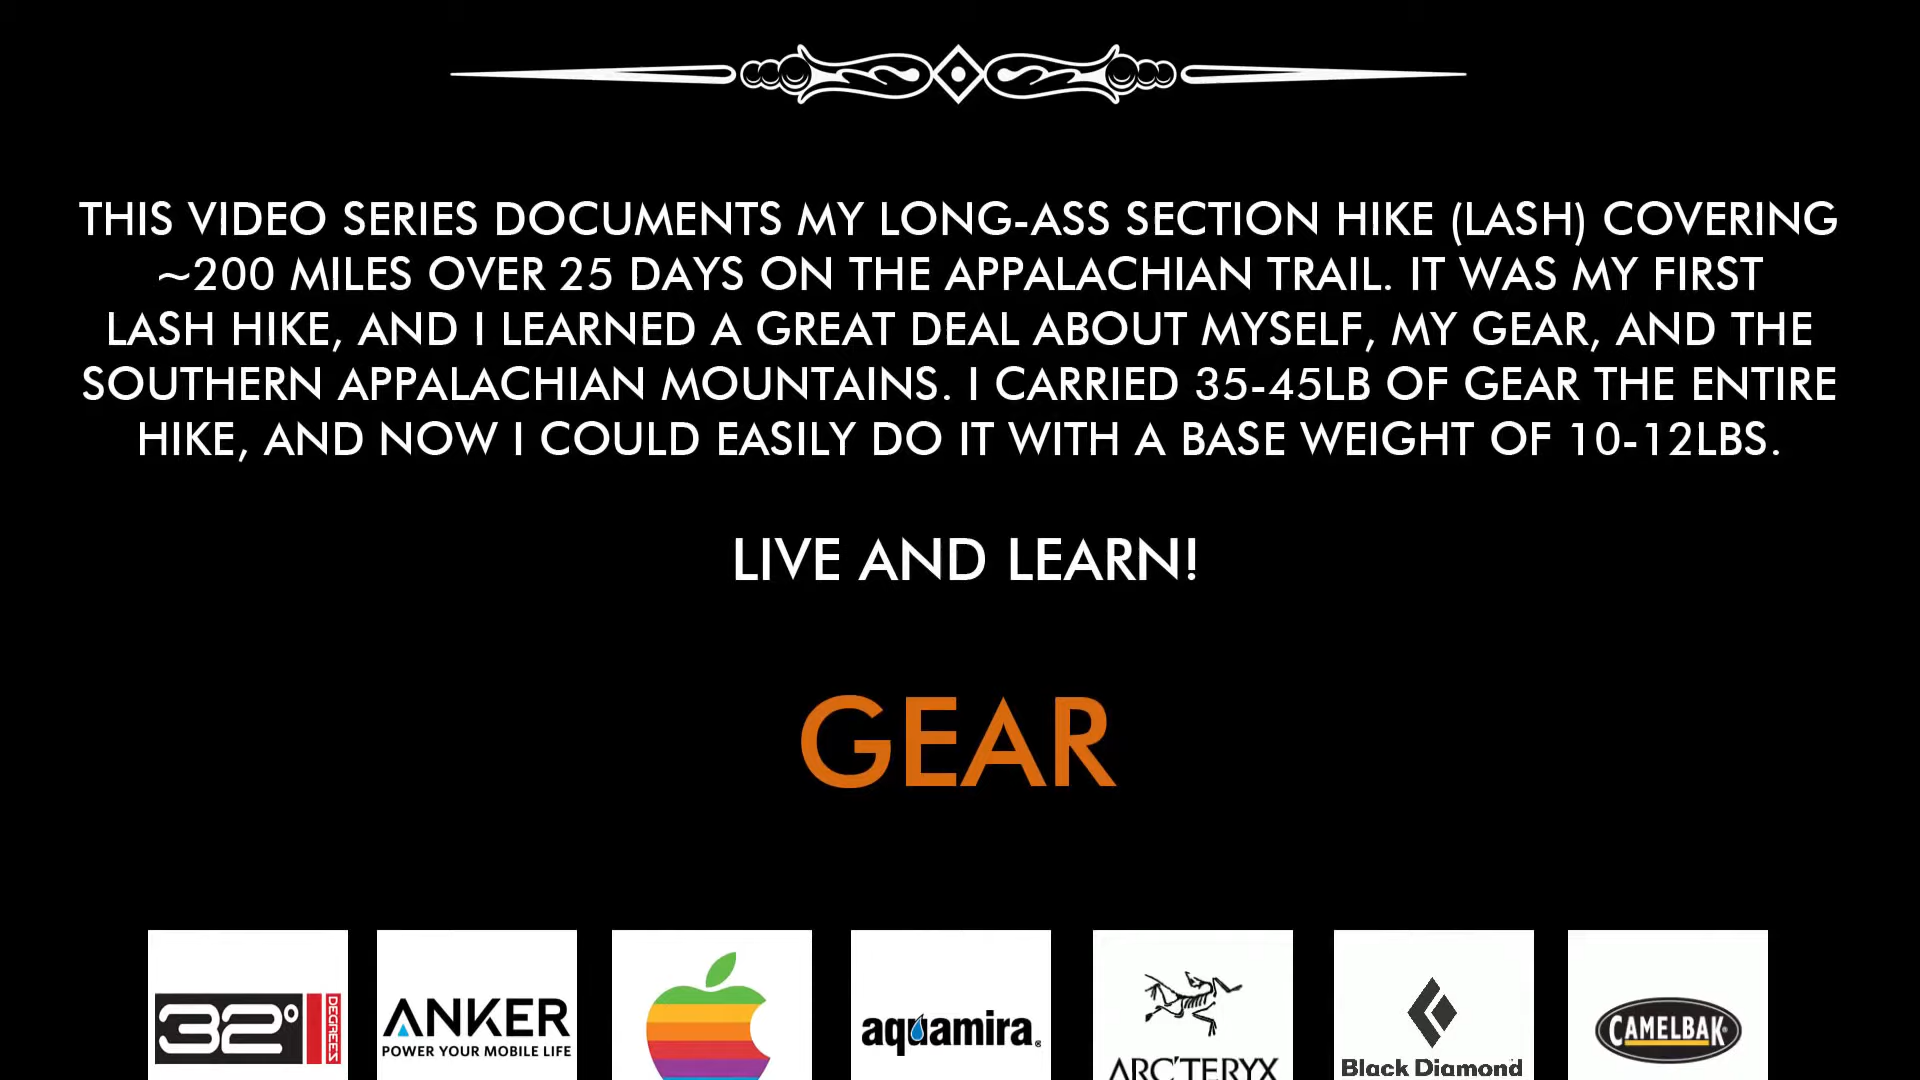 THIS VIDEO SERIES DOCUMENTS MY LONG-ASS SECTION HIKE (LASH) COVERING
~200 MILES OVER 25 DAYS ON THE APPALACHIAN TRAIL. IT WAS MY FIRST
LASH HIKE, AND I LEARNED A GREAT DEAL ABOUT MYSELF, MY GEAR, AND THE
SOUTHERN APPALACHIAN MOUNTAINS. I CARRIED 35-45LB OF GEAR THE ENTIRE
HIKE, AND NOW I COULD EASILY DO IT WITH A BASE WEIGHT OF 10-12LBS.
LIVE AND LEARN!
GEAR
32° DEGREES
ANKER
POWER YOUR MOBILE LIFE
aquamira®
ARC'TERYX
Black Diamond
CAMELBAK®